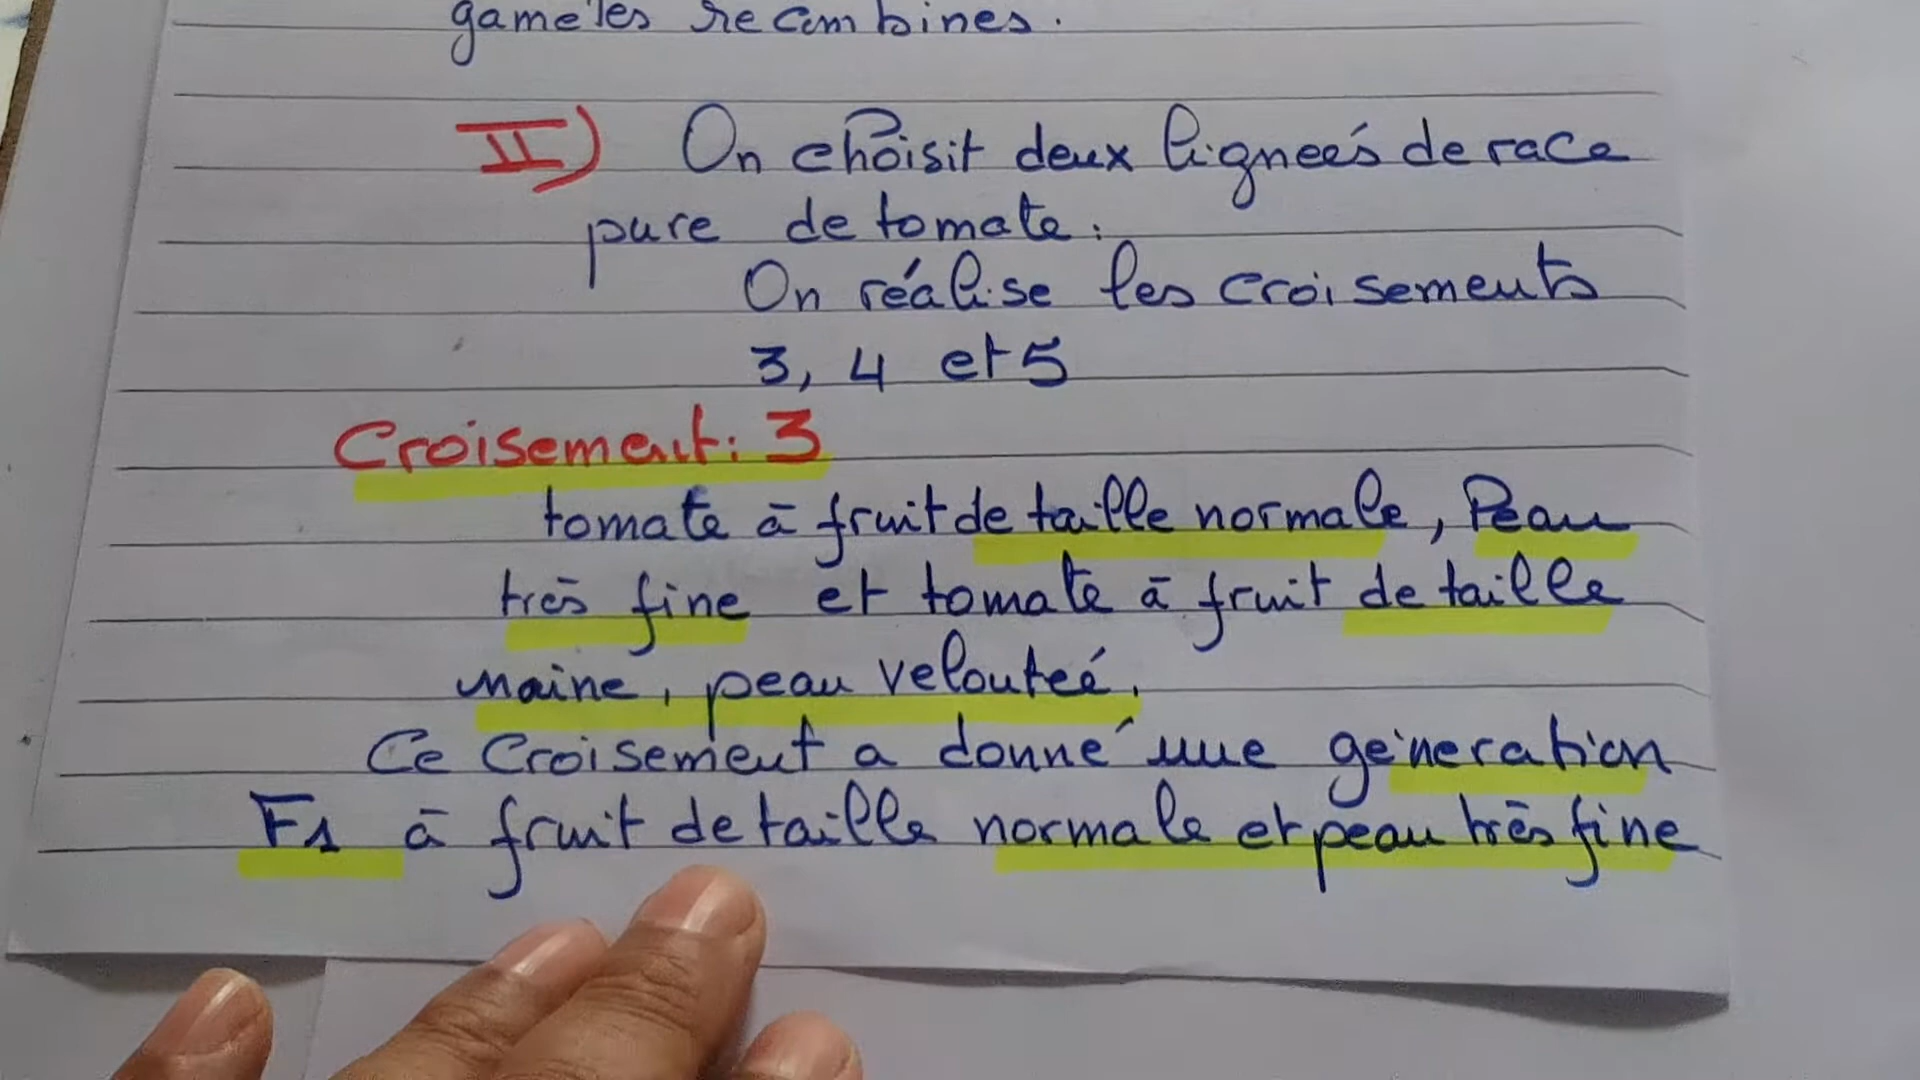 gametes recombines.
II) On choisit deux lignées de race
pure de tomate.
On réalise les croisements
3, 4 et 5
Croisement: 3
tomate à fruit de taille normale, Peau
très fine et tomate à fruit de taille
naine, peau veloutée.
Ce Croisement a donné une géneration
F1 à fruit de taille normale et peau très fine